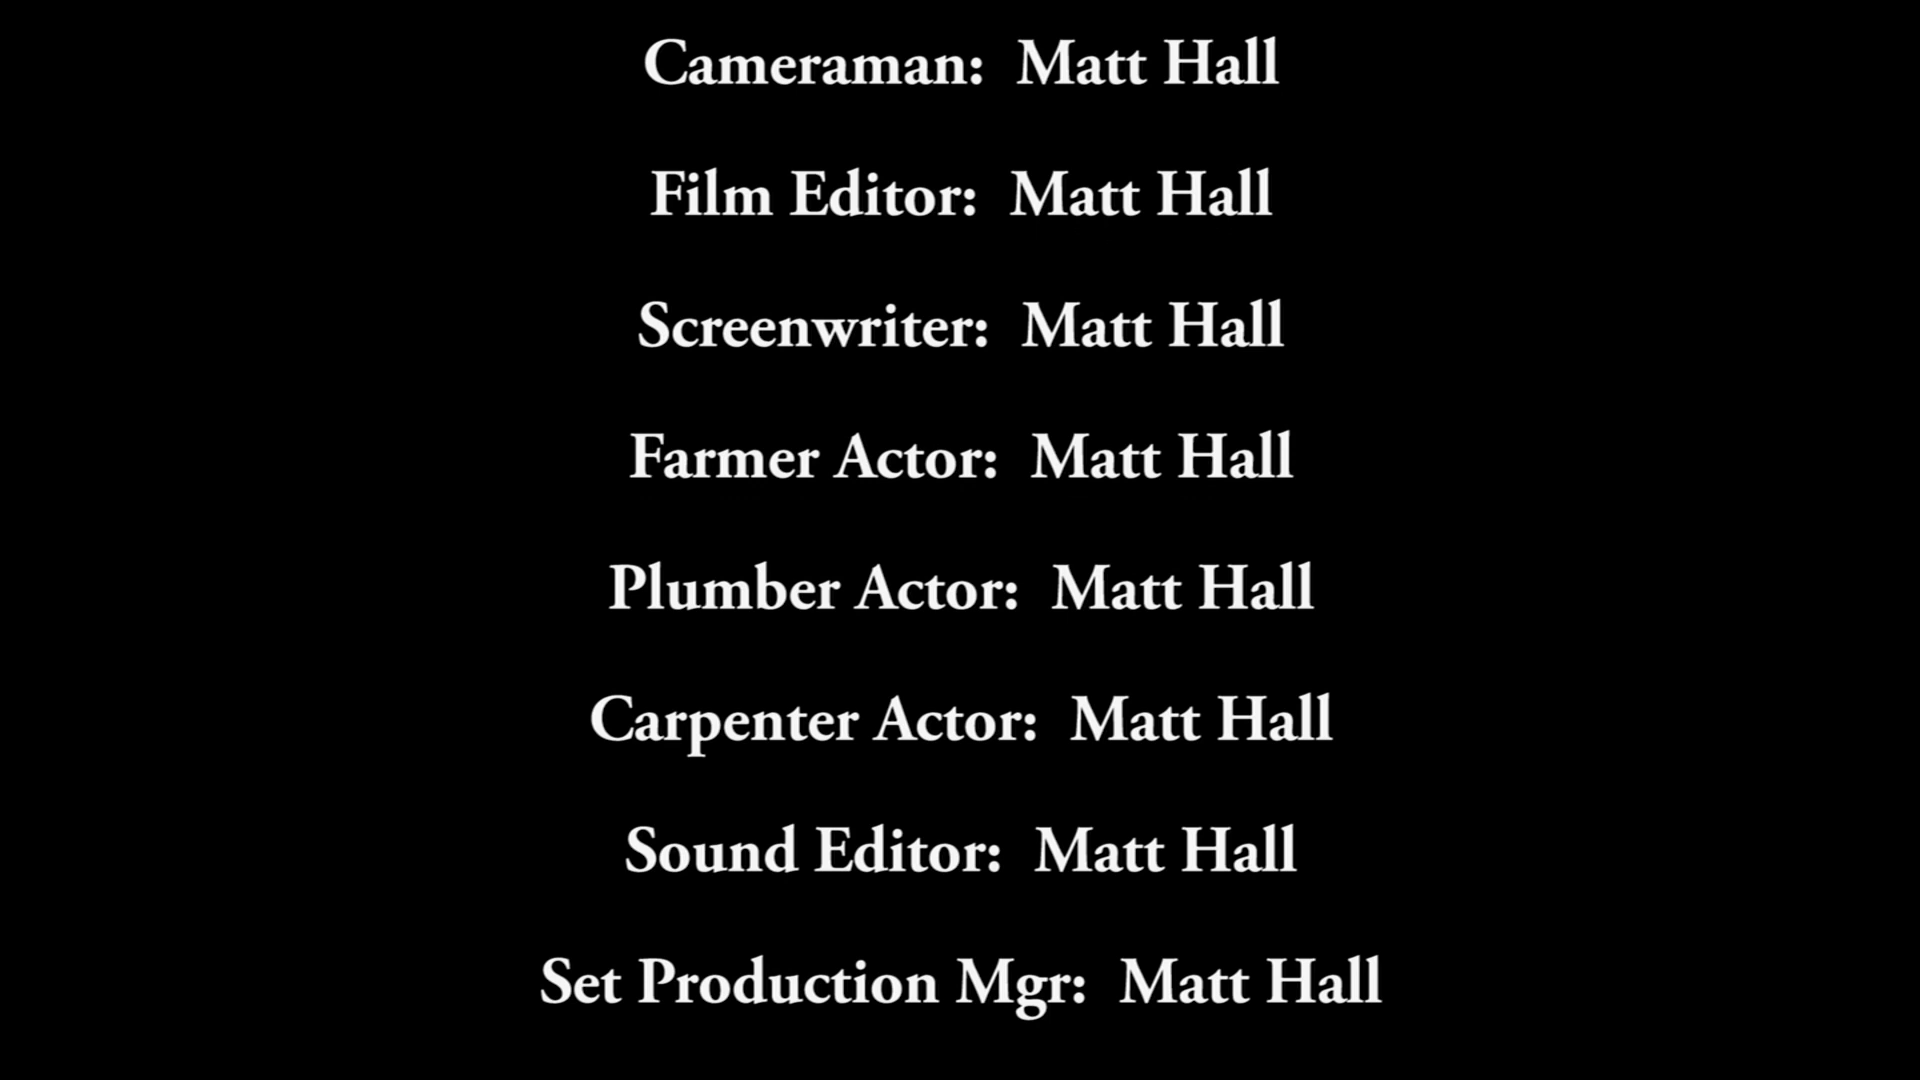 Cameraman:  Matt Hall
Film Editor:  Matt Hall
Screenwriter:  Matt Hall
Farmer Actor:  Matt Hall
Plumber Actor:  Matt Hall
Carpenter Actor:  Matt Hall
Sound Editor:  Matt Hall
Set Production Mgr:  Matt Hall